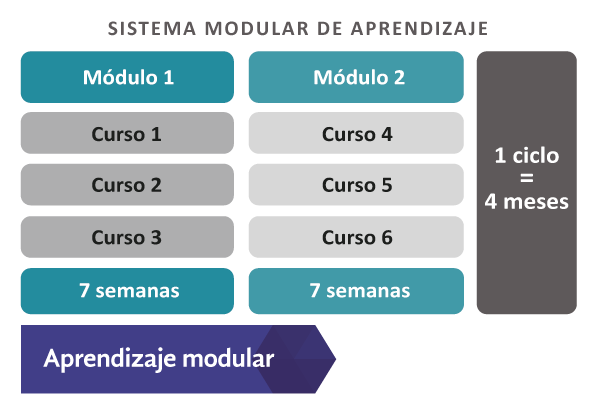 SISTEMA MODULAR DE APRENDIZAJE
Módulo 1
Curso 1
Curso 2
Curso 3
7 semanas
Módulo 2
Curso 4
Curso 5
Curso 6
7 semanas
1 ciclo
=
4 meses
Aprendizaje modular